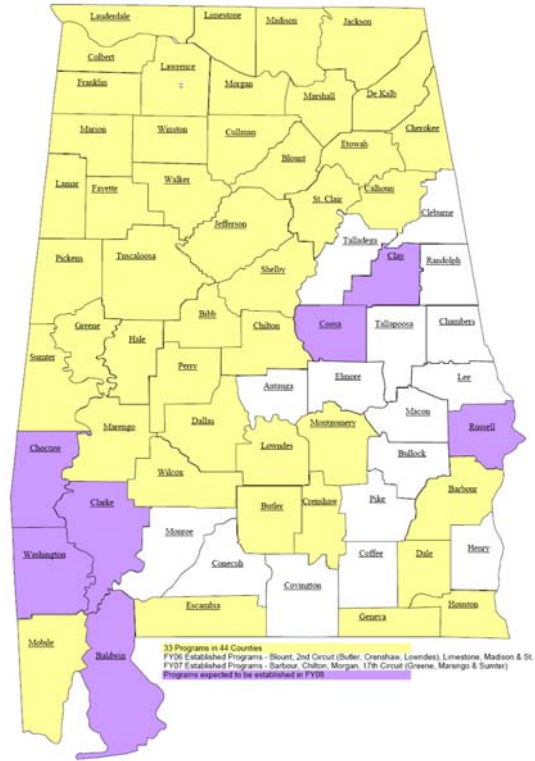 Lauderdale
Limestone
Madison
Jackson
Colbert
Lawrence
Franklin
Morgan
Marshall
De Kalb
Marion
Winston
Cullman
Cherokee
Etowah
Blount
Lamar
Fayette
Walker
St. Clair
Calhoun
Cleburne
Jefferson
Talladega
Clay
Randolph
Pickens
Tuscaloosa
Shelby
Bibb
Greene
Hale
Chilton
Coosa
Tallapoosa
Chambers
Sumter
Perry
Autauga
Elmore
Lee
Marengo
Dallas
Macon
Montgomery
Russell
Choctaw
Lowndes
Bullock
Wilcox
Clarke
Butler
Crenshaw
Pike
Barbour
Monroe
Washington
Conecuh
Coffee
Dale
Henry
Covington
Escambia
Geneva
Houston
Mobile
Baldwin
33 Programs in 44 Counties
FY06 Established Programs - Blount, 2nd Circuit (Butler, Crenshaw, Lowndes), Limestone, Madison & St.
FY07 Established Programs - Barbour, Chilton, Morgan, 17th Circuit (Greene, Marengo & Sumter)
Programs expected to be established in FY08